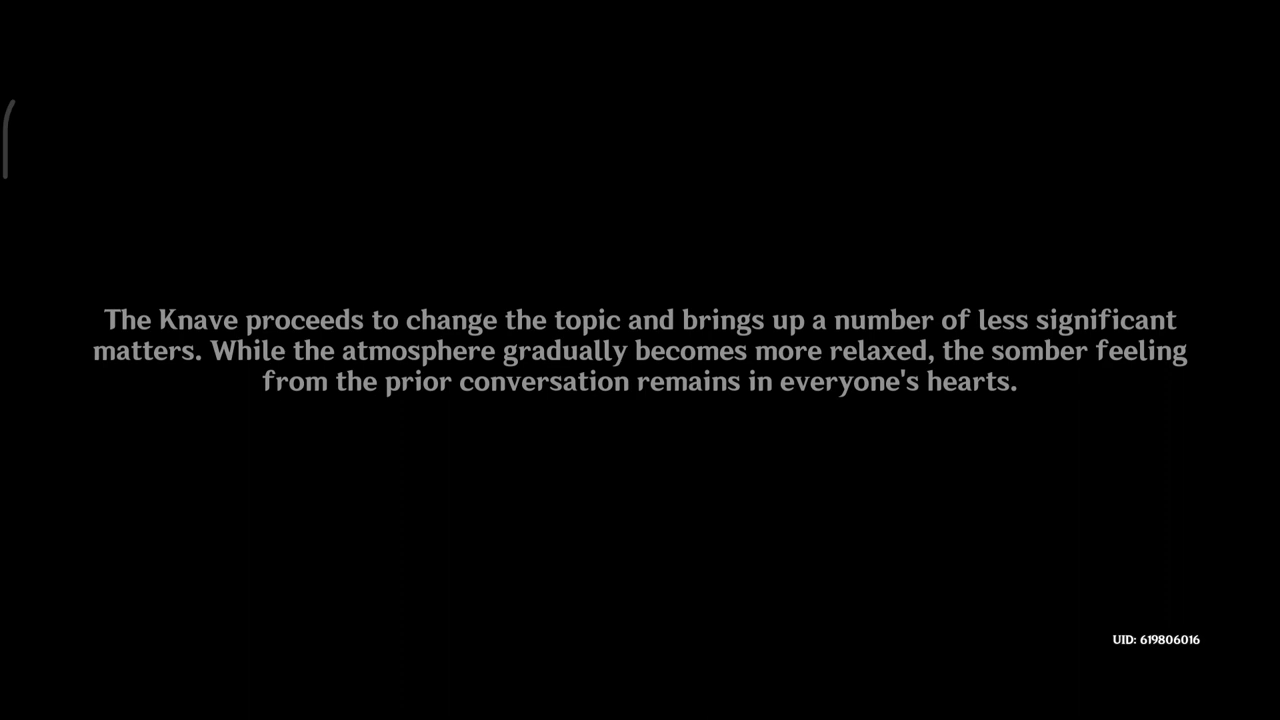 The Knave proceeds to change the topic and brings up a number of less significant
matters. While the atmosphere gradually becomes more relaxed, the somber feeling
from the prior conversation remains in everyone's hearts.
UID: 619806016